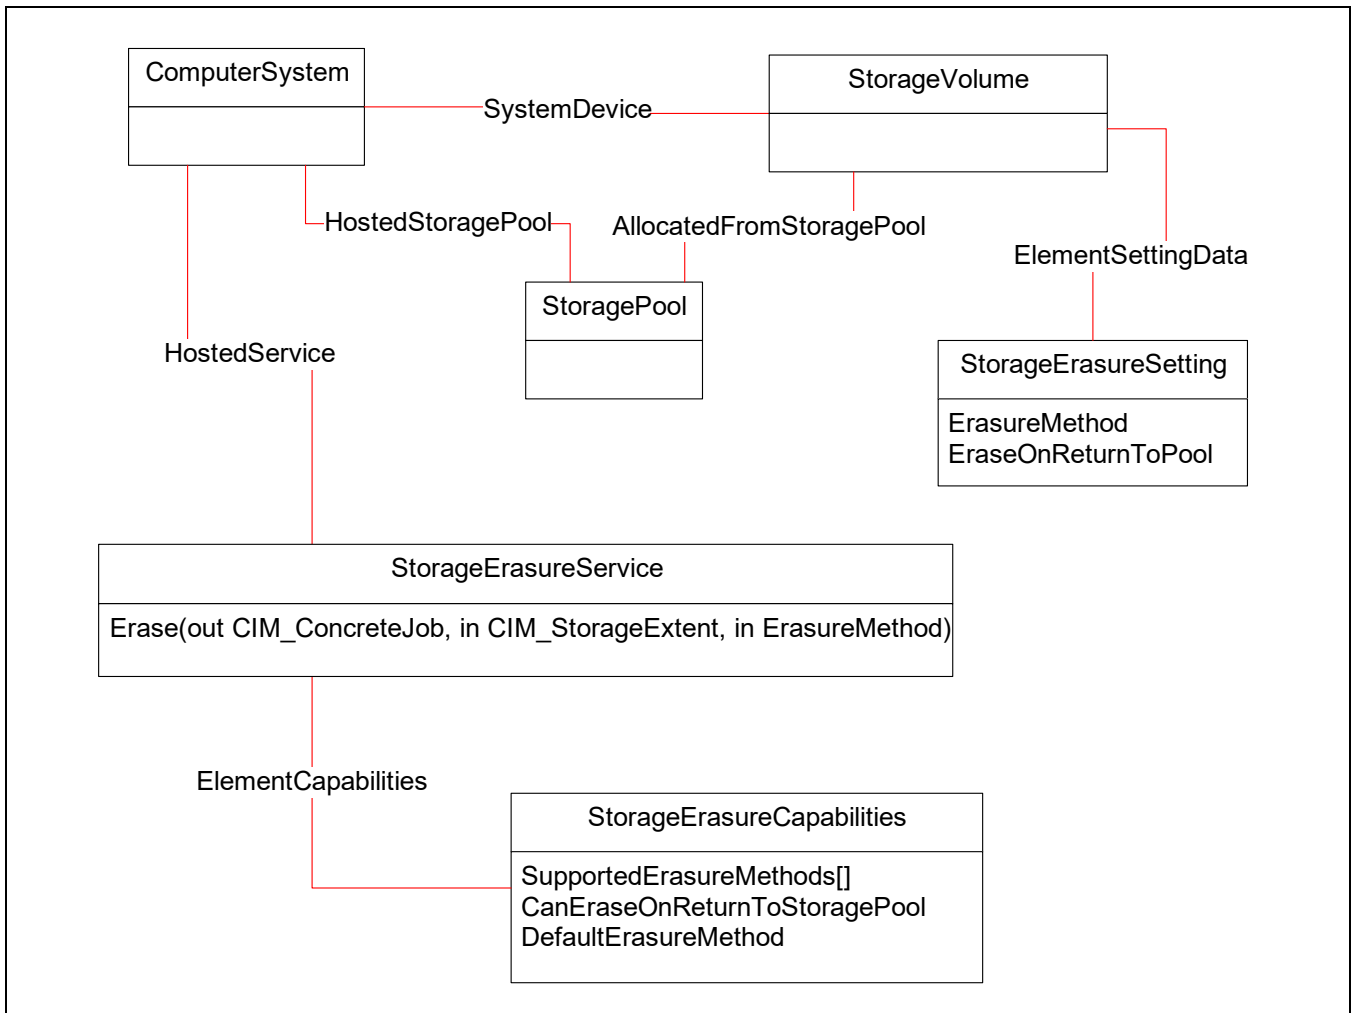 ComputerSystem
StorageVolume
SystemDevice
HostedStoragePool
AllocatedFromStoragePool
ElementSettingData
StoragePool
HostedService
StorageErasureSetting
ErasureMethod
EraseOnReturnToPool
StorageErasureService
Erase(out CIM_ConcreteJob, in CIM_StorageExtent, in ErasureMethod)
ElementCapabilities
StorageErasureCapabilities
SupportedErasureMethods[]
CanEraseOnReturnToStoragePool
DefaultErasureMethod